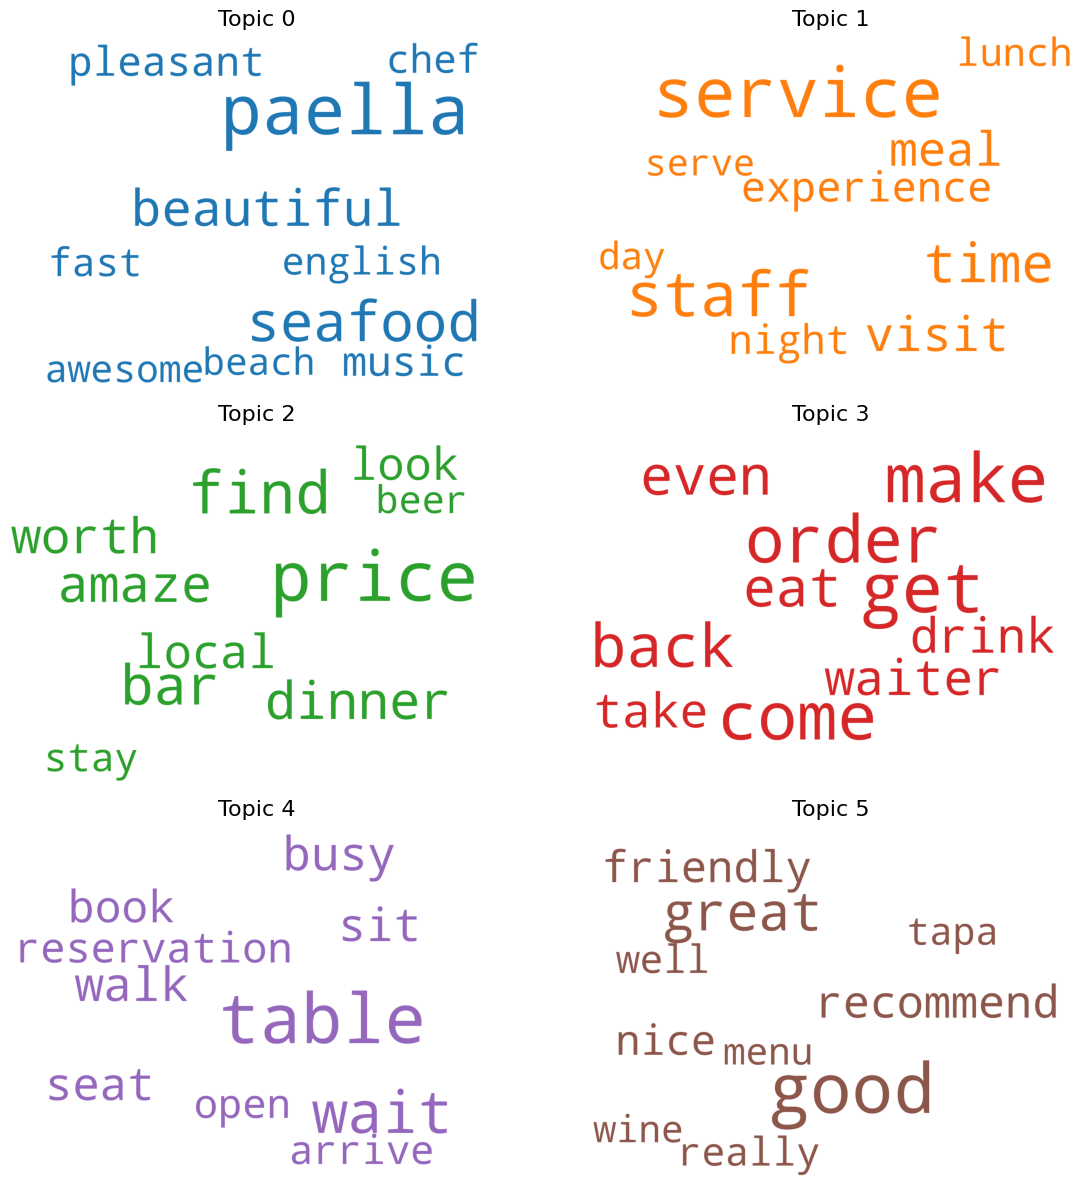 Topic 0
pleasant
chef
paella
beautiful
fast
english
seafood
awesome
beach
music
Topic 1
lunch
service
meal
serve
experience
day
time
staff
night
visit
Topic 2
look
find
beer
worth
price
amaze
local
bar
dinner
stay
Topic 3
even
make
order
eat
get
back
drink
waiter
take
come
Topic 4
busy
book
sit
reservation
walk
table
seat
open
wait
arrive
Topic 5
friendly
great
tapa
well
recommend
nice
menu
good
wine
really